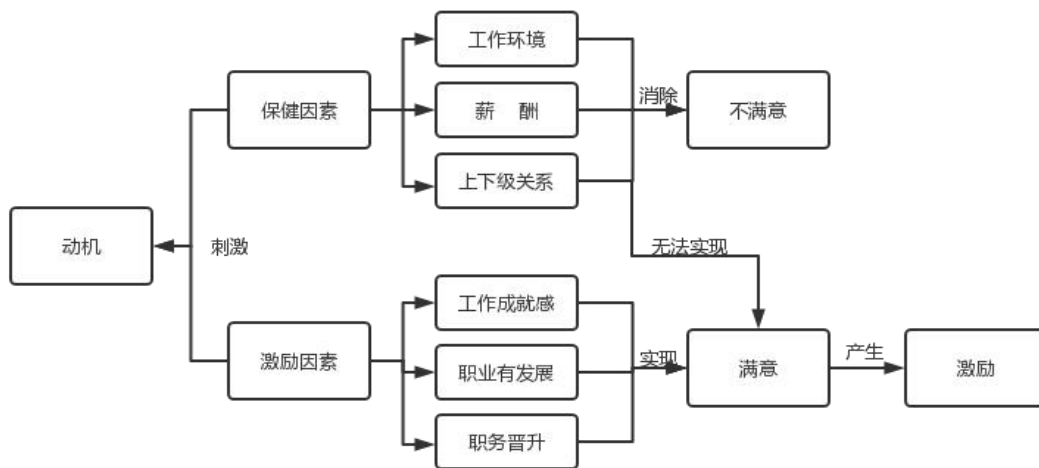 工作环境
保健因素
薪 酬
消除
不满意
上下级关系
动机
刺激
无法实现
工作成就感
激励因素
职业有发展
实现
满意
产生
激励
职务晋升